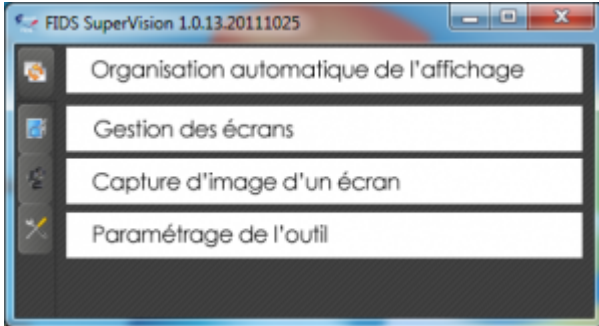 FIDS SuperVision 1.0.13.20111025
Organisation automatique de l'affichage
Gestion des écrans
Capture d'image d'un écran
Paramétrage de l'outil